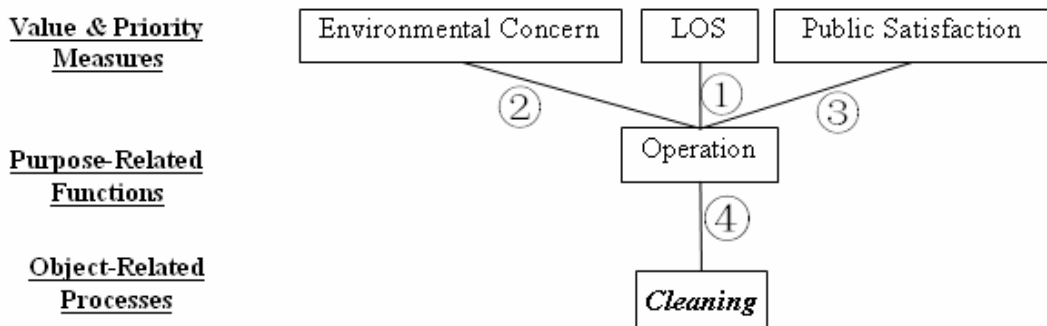 Value & Priority
Measures
Environmental Concern
LOS
Public Satisfaction
②
①
③
Purpose-Related
Functions
Operation
④
Object-Related
Processes
Cleaning